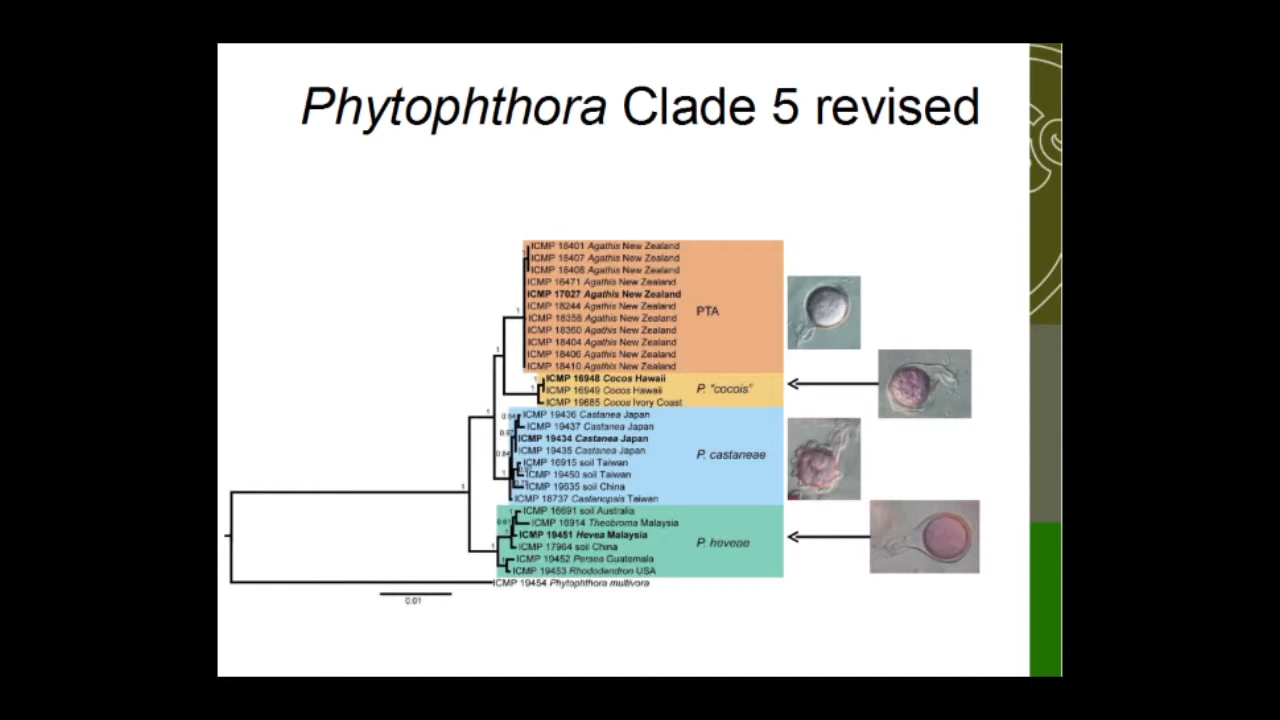 Phytophthora Clade 5 revised
ICMP 18401 Agathis New Zealand
ICMP 18407 Agathis New Zealand
ICMP 18408 Agathis New Zealand
ICMP 16471 Agathis New Zealand
ICMP 17027 Agathis New Zealand
ICMP 18244 Agathis New Zealand
PTA
ICMP 18358 Agathis New Zealand
ICMP 18360 Agathis New Zealand
ICMP 18404 Agathis New Zealand
ICMP 18406 Agathis New Zealand
ICMP 18410 Agathis New Zealand
ICMP 16948 Cocos Hawaii
ICMP 16949 Cocos Hawaii
P. "cocois"
ICMP 19685 Cocos Ivory Coast
ICMP 19436 Castanea Japan
ICMP 19437 Castanea Japan
ICMP 19434 Castanea Japan
ICMP 19435 Castanea Japan
P. castaneae
ICMP 16915 soil Taiwan
ICMP 19450 soil Taiwan
ICMP 19635 soil China
ICMP 18737 Castanopsis Taiwan
ICMP 16691 soil Australia
ICMP 16914 Theobroma Malaysia
ICMP 19451 Hevea Malaysia
P. heveae
ICMP 17964 soil China
ICMP 19452 Persea Guatemala
ICMP 19453 Rhododendron USA
ICMP 19454 Phytophthora multivora
0.01